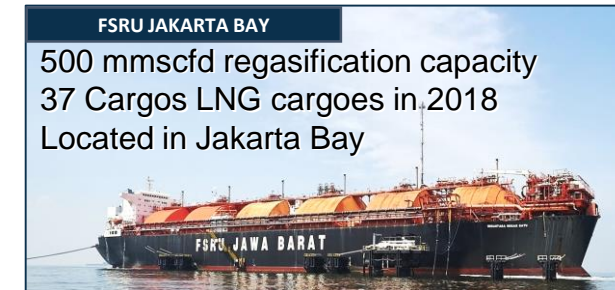 FSRU JAKARTA BAY
500 mmscfd regasification capacity
37 Cargos LNG cargoes in 2018
Located in Jakarta Bay
FSRU JAWA BARAT